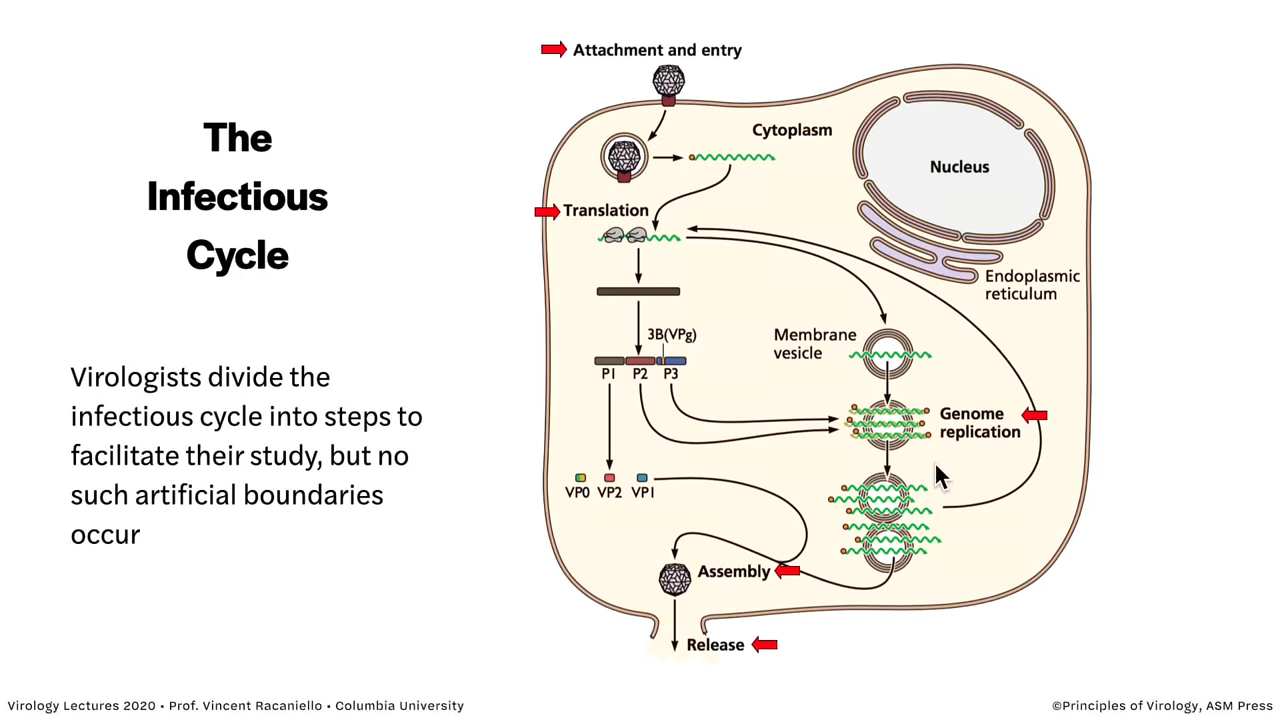 The
Infectious
Cycle
Virologists divide the
infectious cycle into steps to
facilitate their study, but no
such artificial boundaries
occur
Attachment and entry
Cytoplasm
Nucleus
Translation
Endoplasmic
reticulum
3B(VPg)
Membrane
vesicle
P1 P2 P3
Genome
replication
VP0 VP2 VP1
Assembly
Release
Virology Lectures 2020 • Prof. Vincent Racaniello • Columbia University
©Principles of Virology, ASM Press